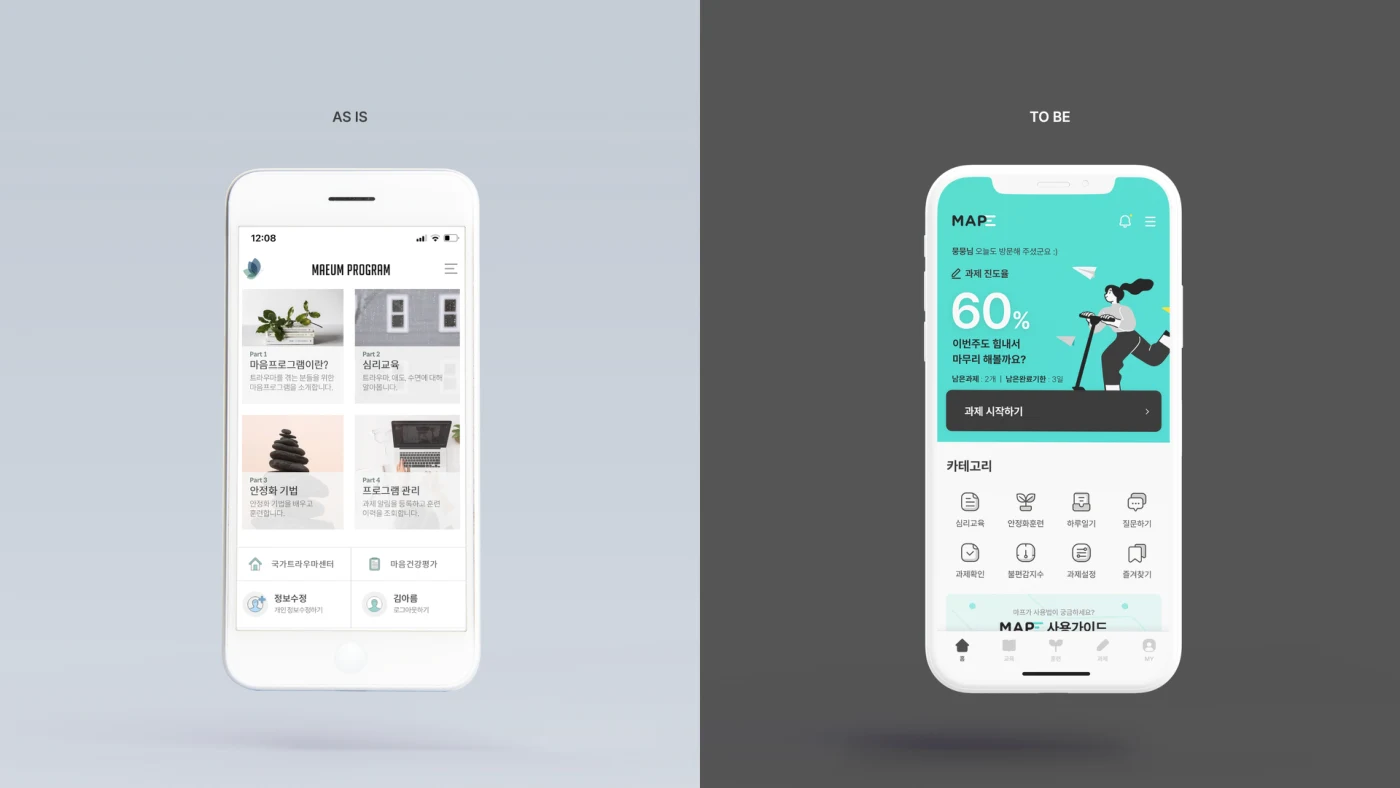 AS IS
12:08
MAEUM PROGRAM
Part 1
마음프로그램이란?
트라우마를 겪는 분들을 위한
마음프로그램을 소개합니다.
Part 2
심리교육
트라우마, 애도, 수면에 대해
알아봅니다.
Part 3
안정화 기법
안정화 기법을 배우고
훈련합니다.
Part 4
프로그램 관리
과제 알림을 등록하고 훈련
이력을 조회합니다.
국가트라우마센터
마음건강평가
정보수정
개인정보수정하기
김아름
로그아웃하기
TO BE
MAPE
뭉뭉님 오늘도 방문해 주셨군요 :)
과제 진도율
60%
이번주도 힘내서
마무리 해볼까요?
남은과제 : 2개 | 남은완료기한 : 3일
과제 시작하기
카테고리
심리교육
안정화훈련
하루일기
질문하기
과제확인
불편감지수
과제설정
즐겨찾기
마프가 사용법이 궁금하세요?
MAPE 사용가이드
홈
교육
훈련
과제
MY